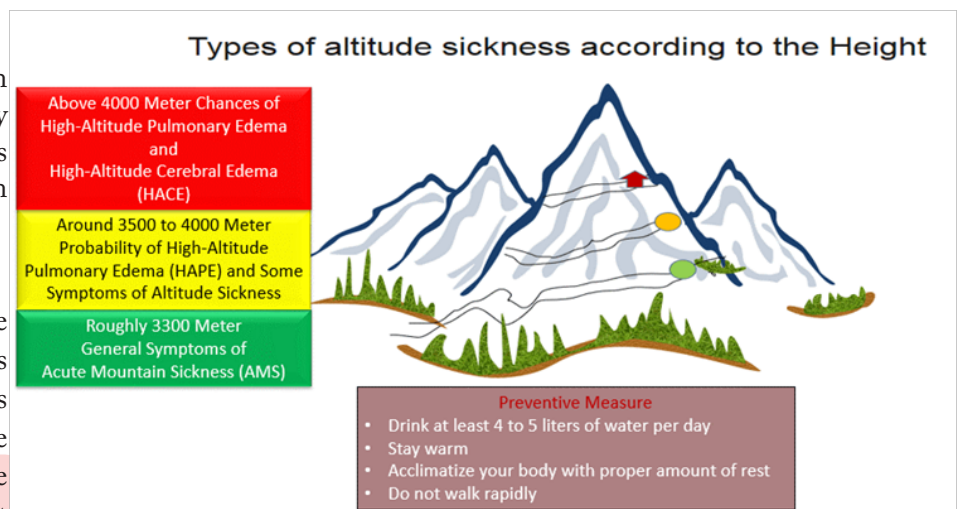 Types of altitude sickness according to the Height
Above 4000 Meter Chances of
High-Altitude Pulmonary Edema
and
High-Altitude Cerebral Edema
(HACE)
Around 3500 to 4000 Meter
Probability of High-Altitude
Pulmonary Edema (HAPE) and Some
Symptoms of Altitude Sickness
Roughly 3300 Meter
General Symptoms of
Acute Mountain Sickness (AMS)
Preventive Measure
• Drink at least 4 to 5 liters of water per day
• Stay warm
• Acclimatize your body with proper amount of rest
• Do not walk rapidly